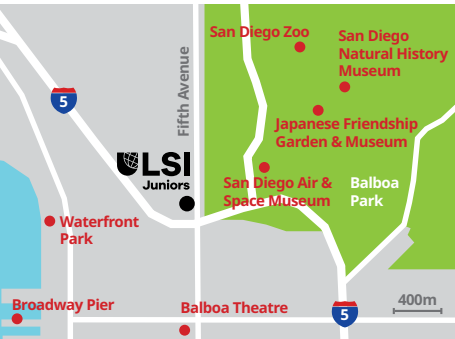 San Diego Zoo
San Diego
Natural History
Museum
Fifth Avenue
5
Japanese Friendship
Garden & Museum
LSI
Juniors
San Diego Air &
Space Museum
Balboa
Park
Waterfront
Park
Broadway Pier
Balboa Theatre
5
400m